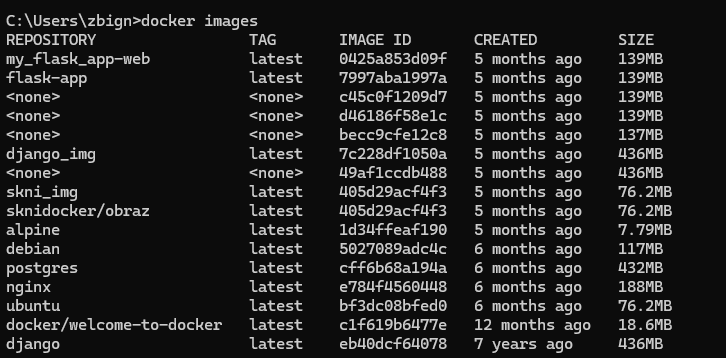 C:\Users\zbign>docker images
REPOSITORY TAG IMAGE ID CREATED SIZE
my_flask_app-web latest 0425a853d09f 5 months ago 139MB
flask-app latest 7997aba1997a 5 months ago 139MB
<none> <none> c45c0f1209d7 5 months ago 139MB
<none> <none> d46186f58e1c 5 months ago 139MB
<none> <none> becc9cfe12c8 5 months ago 137MB
django_img latest 7c228df1050a 5 months ago 436MB
<none> <none> 49af1ccdb488 5 months ago 436MB
skni_img latest 405d29acf4f3 5 months ago 76.2MB
sknidocker/obraz latest 405d29acf4f3 5 months ago 76.2MB
alpine latest 1d34ffeaf190 5 months ago 7.79MB
debian latest 5027089adc4c 6 months ago 117MB
postgres latest cff6b68a194a 6 months ago 432MB
nginx latest e784f4560448 6 months ago 188MB
ubuntu latest bf3dc08bfed0 6 months ago 76.2MB
docker/welcome-to-docker latest c1f619b6477e 12 months ago 18.6MB
django latest eb40dcf64078 7 years ago 436MB